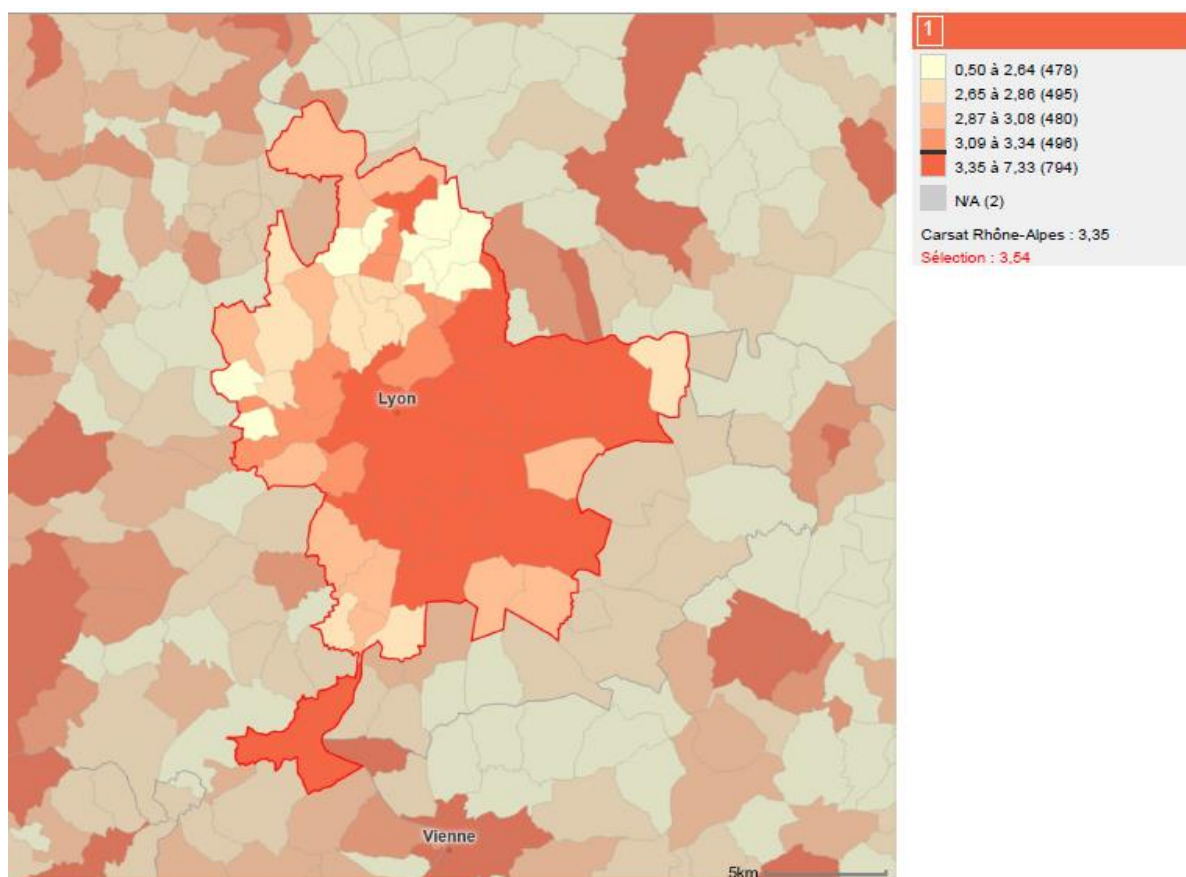 1
0,50 à 2,64 (478)
2,65 à 2,86 (495)
2,87 à 3,08 (480)
3,09 à 3,34 (496)
3,35 à 7,33 (794)
N/A (2)
Carsat Rhône-Alpes : 3,35
Sélection : 3,54
Lyon
Vienne
5km